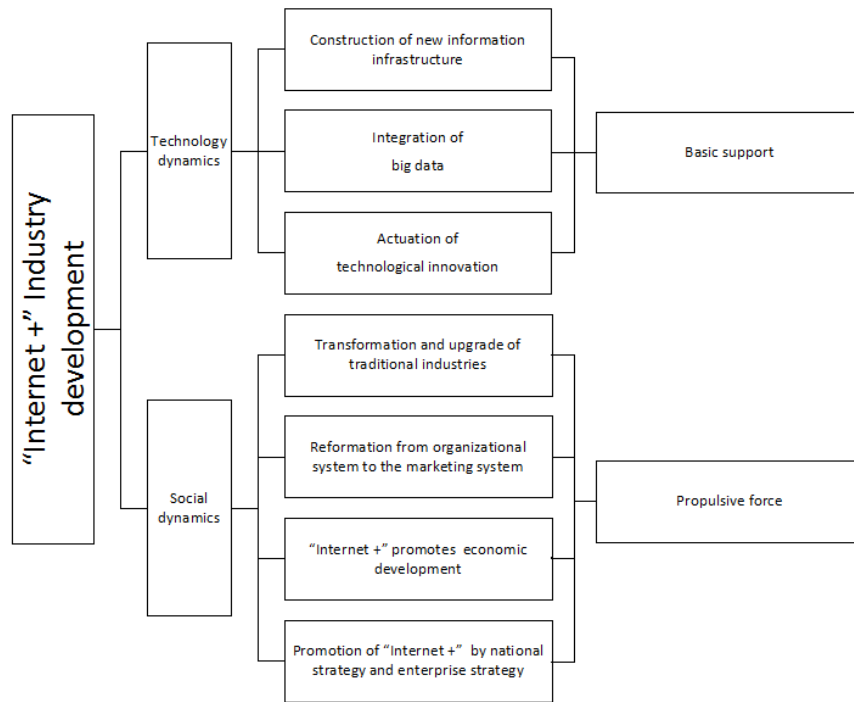 “Internet +” Industry
development
Technology
dynamics
Construction of new information
infrastructure
Integration of
big data
Actuation of
technological innovation
Basic support
Social
dynamics
Transformation and upgrade of
traditional industries
Reformation from organizational
system to the marketing system
“Internet +” promotes economic
development
Promotion of “Internet +” by national
strategy and enterprise strategy
Propulsive force